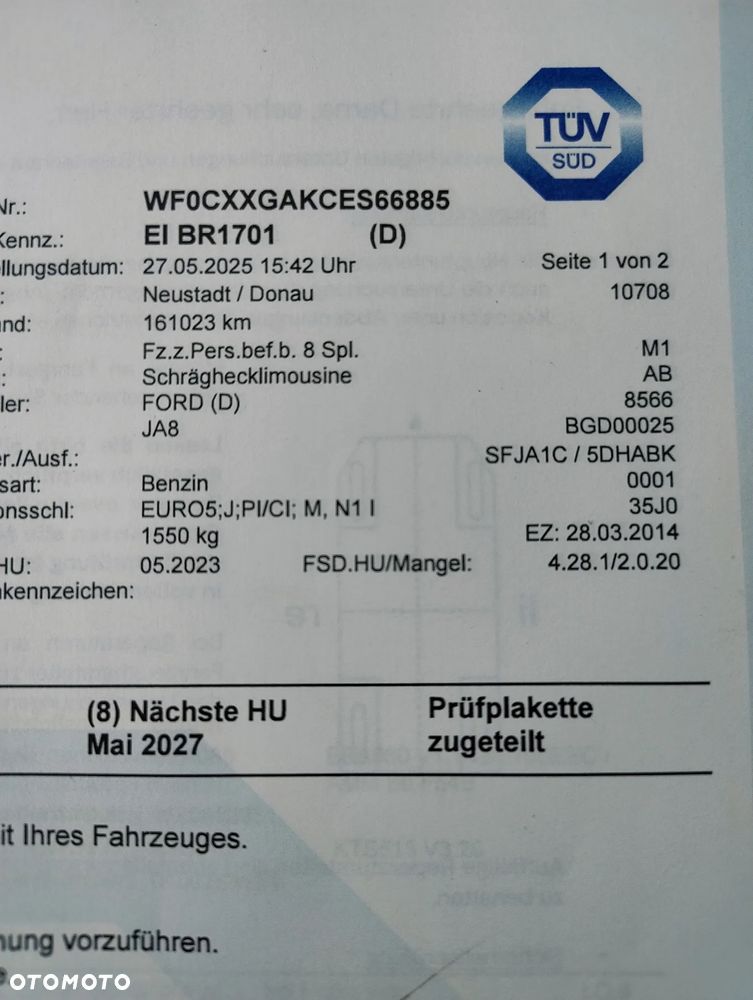 TÜV
SÜD
Nr.: WF0CXXGAKCES66885
Kennz.: EI BR1701 (D)
ellungsdatum: 27.05.2025 15:42 Uhr Seite 1 von 2
: Neustadt / Donau 10708
and: 161023 km
: Fz.z.Pers.bef.b. 8 Spl. M1
: Schräghecklimousine AB
ller: FORD (D) 8566
JA8 BGD00025
er./Ausf.: SFJA1C / 5DHABK
sart: Benzin 0001
onsschl: EURO5;J;PI/CI; M, N1 I 35J0
1550 kg EZ: 28.03.2014
HU: 05.2023 FSD.HU/Mangel: 4.28.1/2.0.20
kennzeichen:
(8) Nächste HU Prüfplakette
Mai 2027 zugeteilt
it Ihres Fahrzeuges.
nung vorzuführen.
OTOMOTO